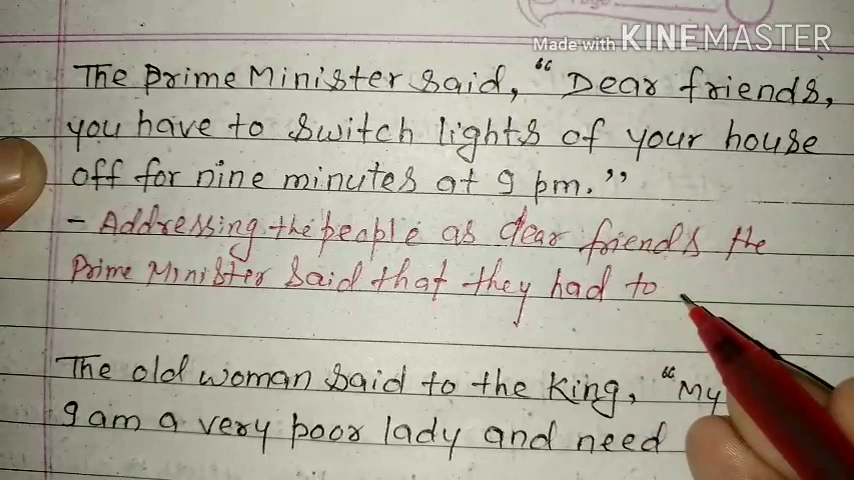 Made with KINEMASTER
The Prime Minister said, "Dear friends,
you have to switch lights of your house
off for nine minutes at 9 pm."
- Addressing the people as dear friends the
Prime Minister said that they had to
The old woman said to the King, "My
I am a very poor lady and need